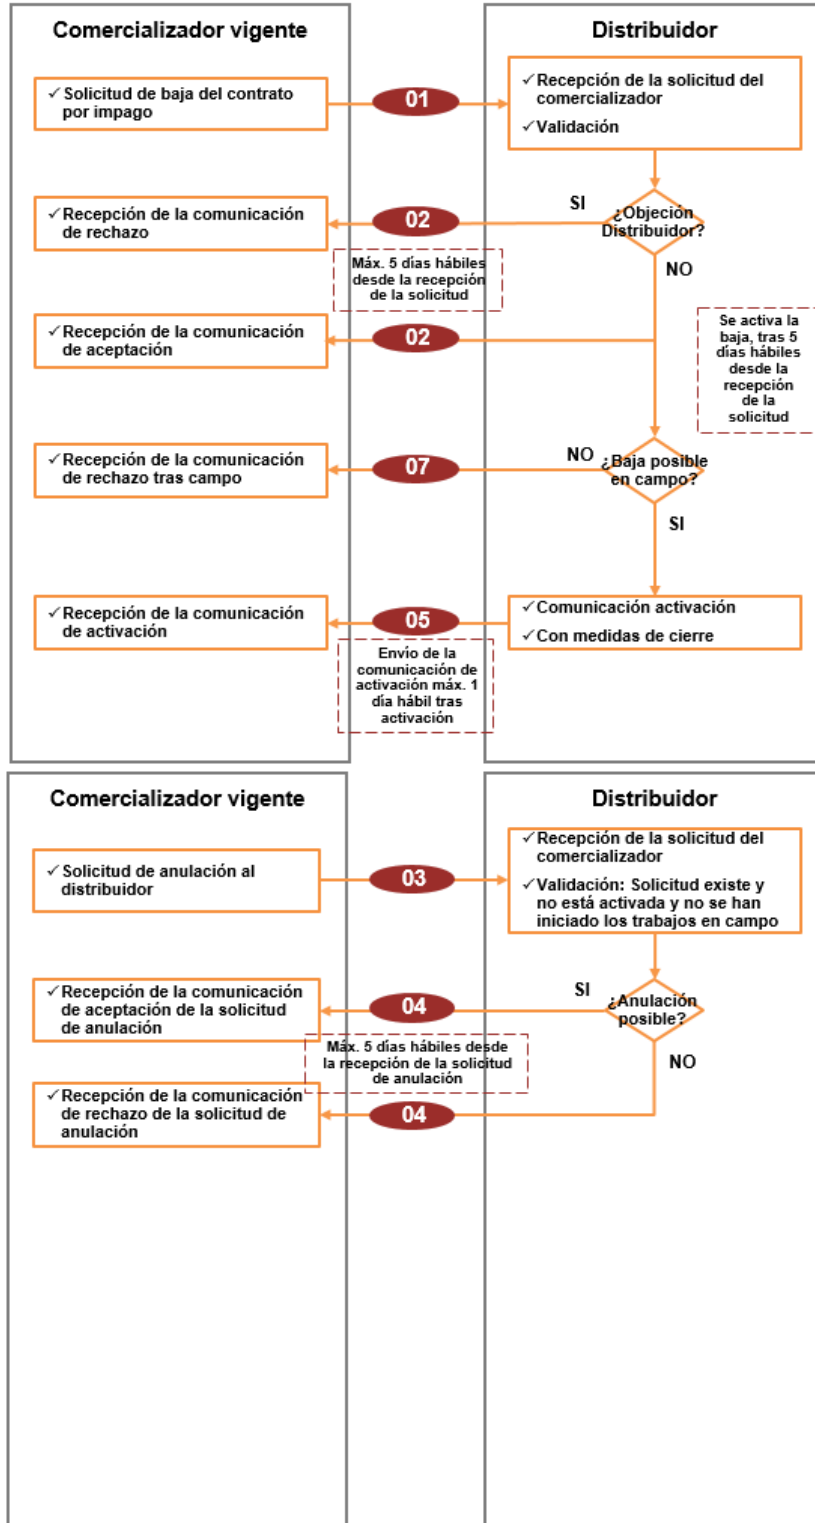 Comercializador vigente
Distribuidor
✓ Solicitud de baja del contrato
por impago
01
✓ Recepción de la solicitud del
comercializador
✓ Validación
✓ Recepción de la comunicación
de rechazo
02
SI
¿Objeción
Distribuidor?
NO
Máx. 5 días hábiles
desde la recepción
de la solicitud
✓ Recepción de la comunicación
de aceptación
02
Se activa la
baja, tras 5
días hábiles
desde la
recepción
de la
solicitud
✓ Recepción de la comunicación
de rechazo tras campo
07
NO
¿Baja posible
en campo?
SI
✓ Recepción de la comunicación
de activación
05
✓ Comunicación activación
✓ Con medidas de cierre
Envío de la
comunicación de
activación máx. 1
día hábil tras
activación
Comercializador vigente
Distribuidor
✓ Solicitud de anulación al
distribuidor
03
✓ Recepción de la solicitud del
comercializador
✓ Validación: Solicitud existe y
no está activada y no se han
iniciado los trabajos en campo
✓ Recepción de la comunicación
de aceptación de la solicitud
de anulación
04
SI
¿Anulación
posible?
NO
Máx. 5 días hábiles desde
la recepción de la solicitud
de anulación
✓ Recepción de la comunicación
de rechazo de la solicitud de
anulación
04